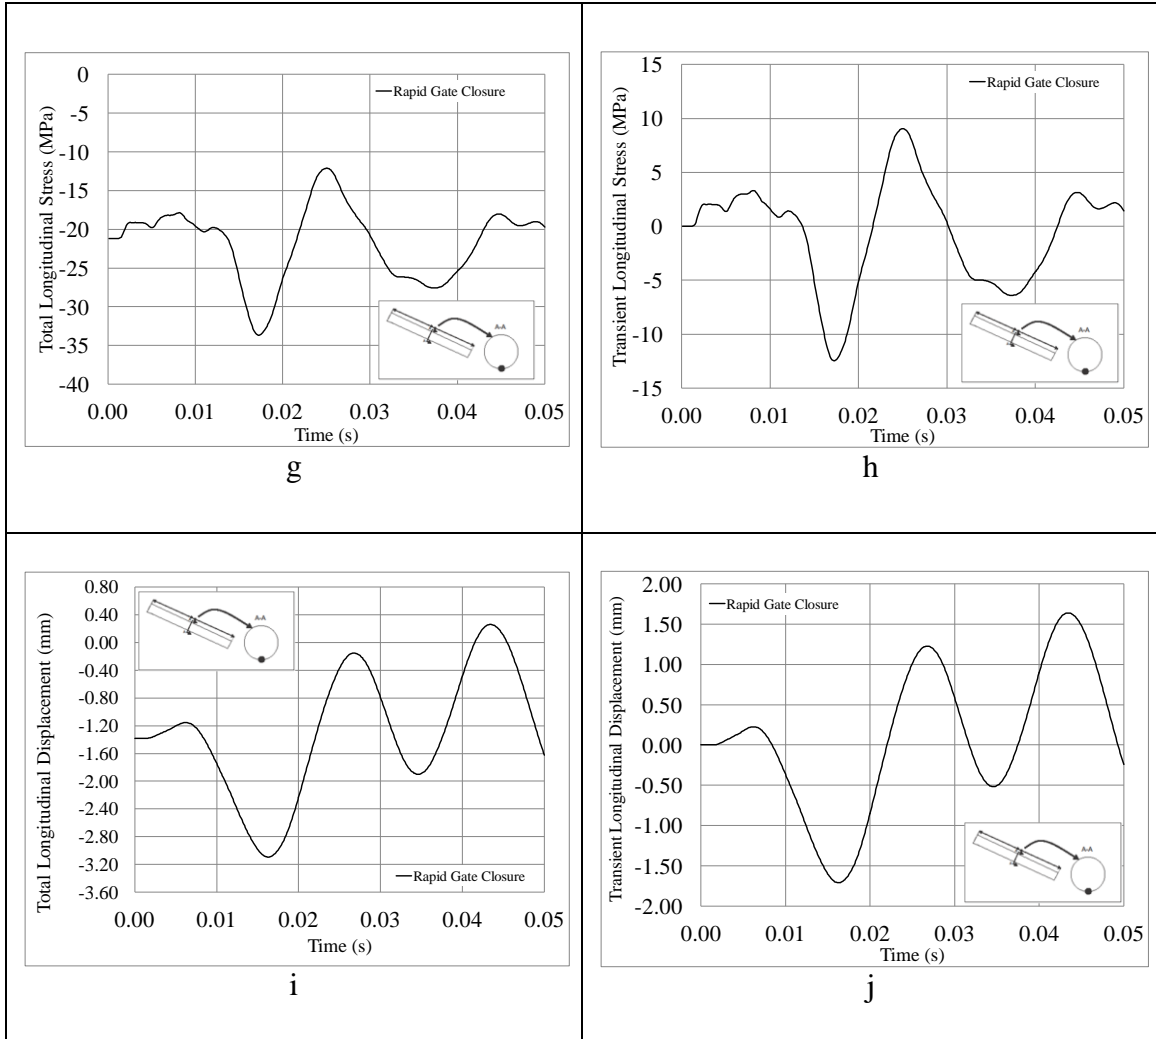 Total Longitudinal Stress (MPa)
0
-5
-10
-15
-20
-25
-30
-35
-40
Rapid Gate Closure
A-A
0.00 0.01 0.02 0.03 0.04 0.05
Time (s)
g
Transient Longitudinal Stress (MPa)
15
10
5
0
-5
-10
-15
Rapid Gate Closure
A-A
0.00 0.01 0.02 0.03 0.04 0.05
Time (s)
h
Total Longitudinal Displacement (mm)
0.80
0.40
0.00
-0.40
-0.80
-1.20
-1.60
-2.00
-2.40
-2.80
-3.20
-3.60
A-A
Rapid Gate Closure
0.00 0.01 0.02 0.03 0.04 0.05
Time (s)
i
Transient Longitudinal Displacement (mm)
2.00
1.50
1.00
0.50
0.00
-0.50
-1.00
-1.50
-2.00
Rapid Gate Closure
A-A
0.00 0.01 0.02 0.03 0.04 0.05
Time (s)
j